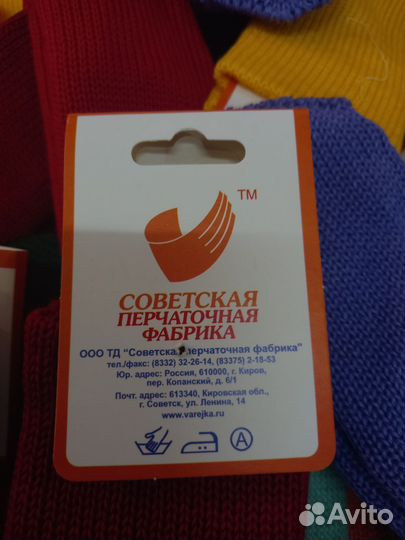 TM
СОВЕТСКАЯ
ПЕРЧАТОЧНАЯ
ФАБРИКА
ООО ТД "Советская перчаточная фабрика"
тел./факс: (8332) 32-26-14, (83375) 2-18-53
Юр. адрес: Россия, 610000, г. Киров,
пер. Копанский, д. 6/1
Почт. адрес: 613340, Кировская обл.,
г. Советск, ул. Ленина, 14
www.varejka.ru
A
Avito